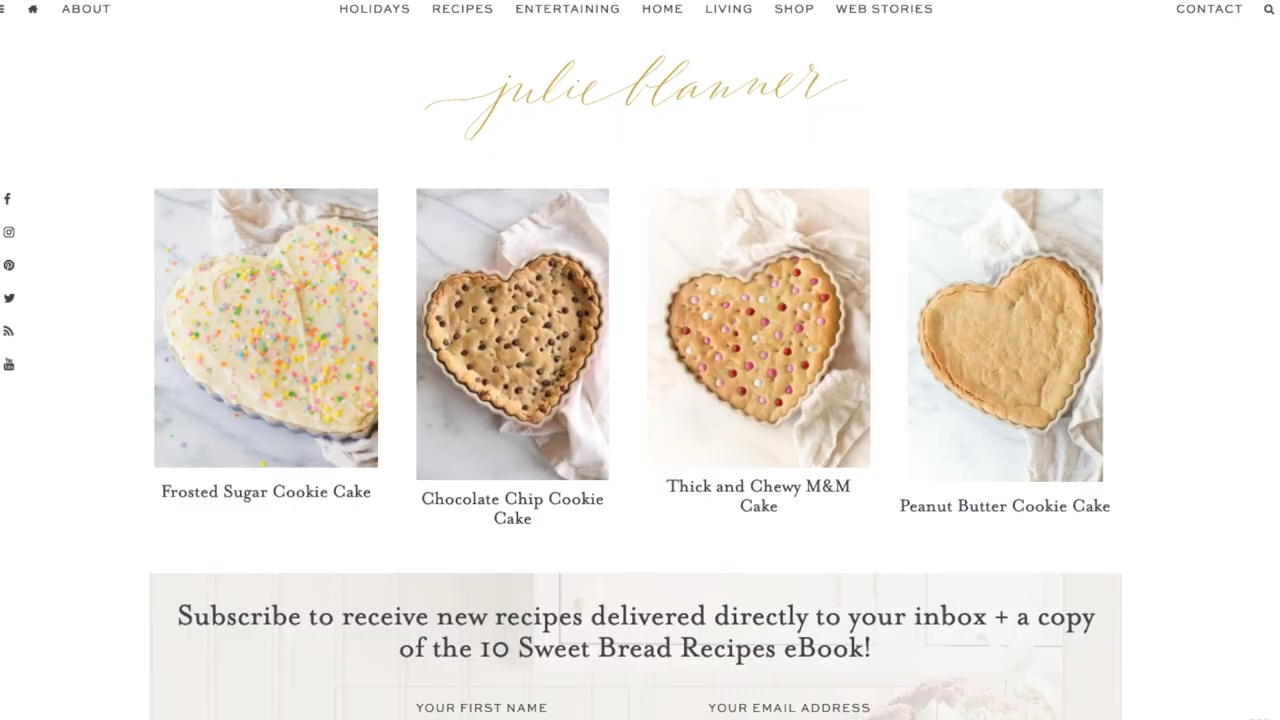 ABOUT
HOLIDAYS RECIPES ENTERTAINING HOME LIVING SHOP WEB STORIES
CONTACT
julie blanner
Frosted Sugar Cookie Cake
Chocolate Chip Cookie
Cake
Thick and Chewy M&M
Cake
Peanut Butter Cookie Cake
Subscribe to receive new recipes delivered directly to your inbox + a copy
of the 10 Sweet Bread Recipes eBook!
YOUR FIRST NAME
YOUR EMAIL ADDRESS